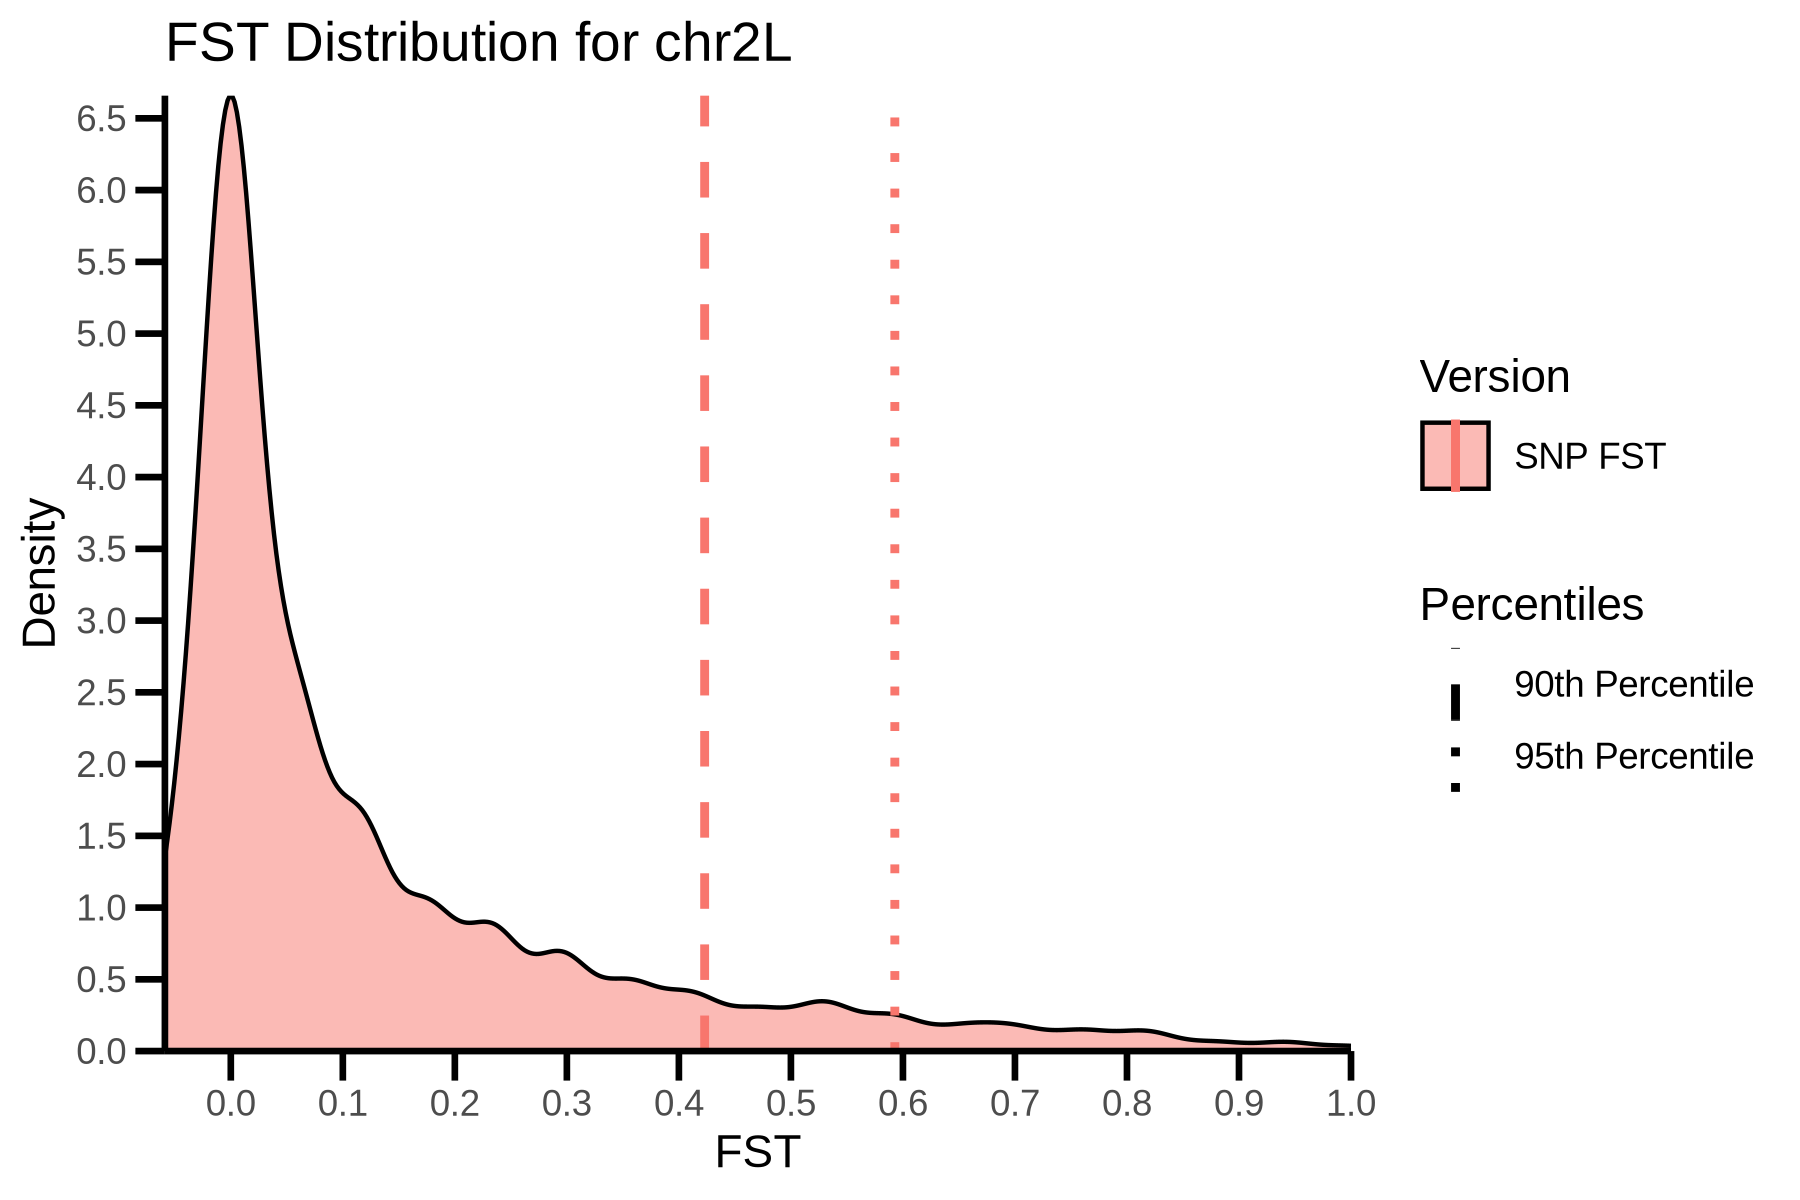 FST Distribution for chr2L
6.5
6.0
5.5
5.0
4.5
4.0
3.5
3.0
2.5
2.0
1.5
1.0
0.5
0.0
Density
0.0 0.1 0.2 0.3 0.4 0.5 0.6 0.7 0.8 0.9 1.0
FST
Version
SNP FST
Percentiles
90th Percentile
95th Percentile